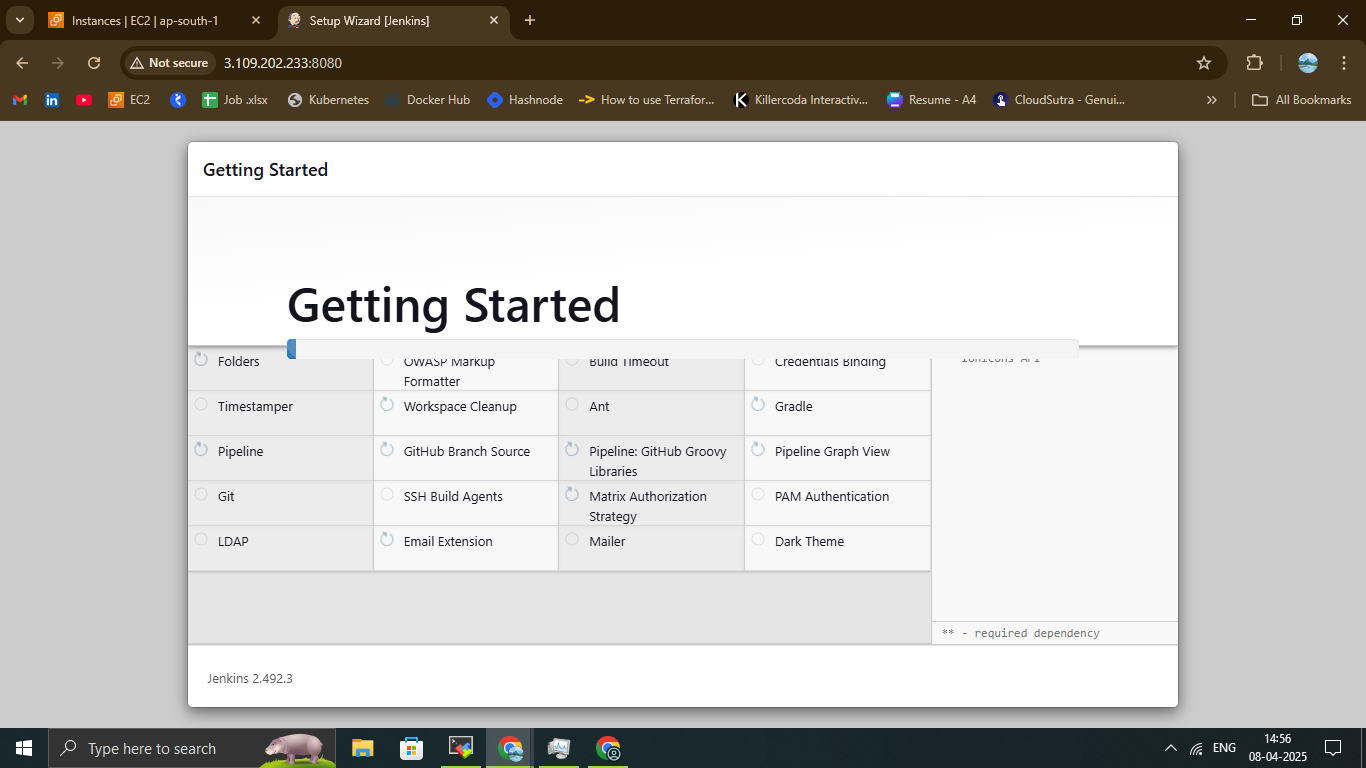 Instances | EC2 | ap-south-1
Setup Wizard [Jenkins]
Not secure
3.109.202.233:8080
EC2
Job .xlsx
Kubernetes
Docker Hub
Hashnode
How to use Terrafor...
Killercoda Interactiv...
Resume - A4
CloudSutra - Genui...
All Bookmarks
Getting Started
Getting Started
Folders
OWASP Markup
Formatter
Build Timeout
Credentials Binding
Ionicons API
Timestamper
Workspace Cleanup
Ant
Gradle
Pipeline
GitHub Branch Source
Pipeline: GitHub Groovy
Libraries
Pipeline Graph View
Git
SSH Build Agents
Matrix Authorization
Strategy
PAM Authentication
LDAP
Email Extension
Mailer
Dark Theme
** - required dependency
Jenkins 2.492.3
Type here to search
ENG
14:56
08-04-2025